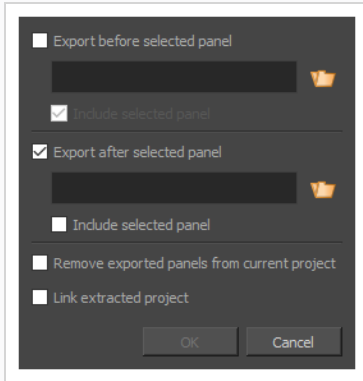 Export before selected panel
Include selected panel
Export after selected panel
Include selected panel
Remove exported panels from current project
Link extracted project
OK
Cancel